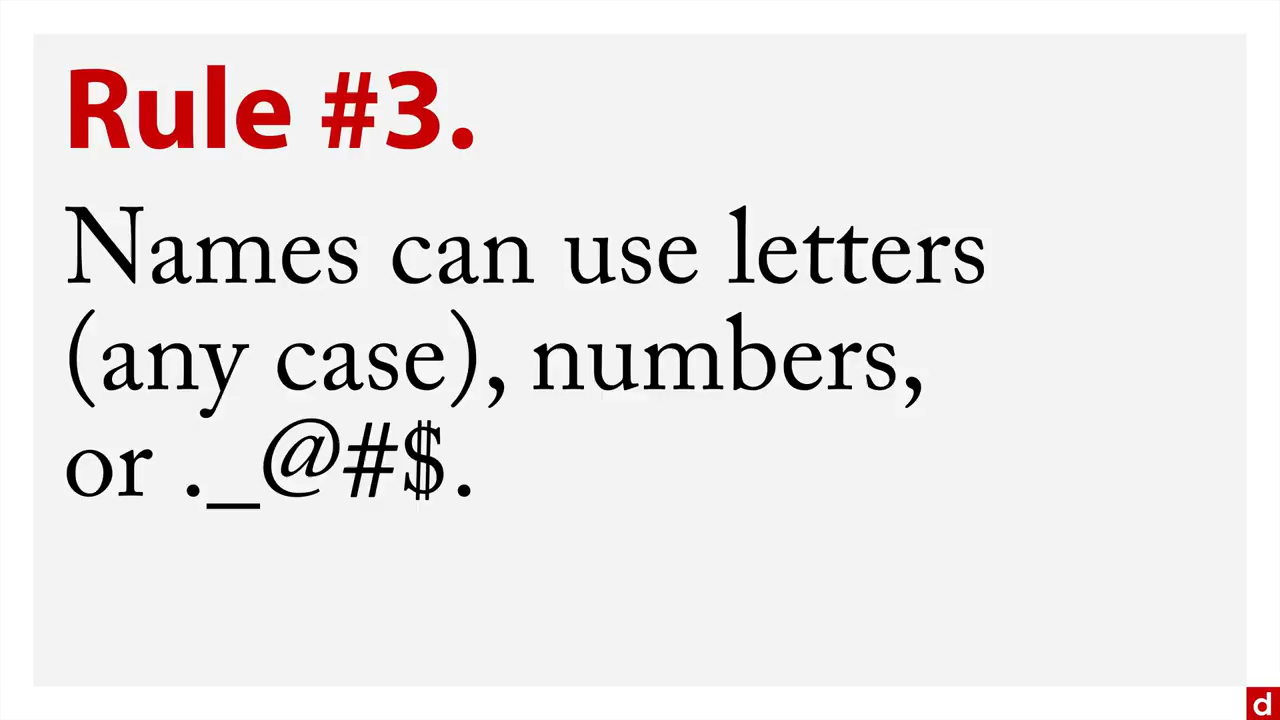 Rule #3.
Names can use letters
(any case), numbers,
or ._@#$.
d